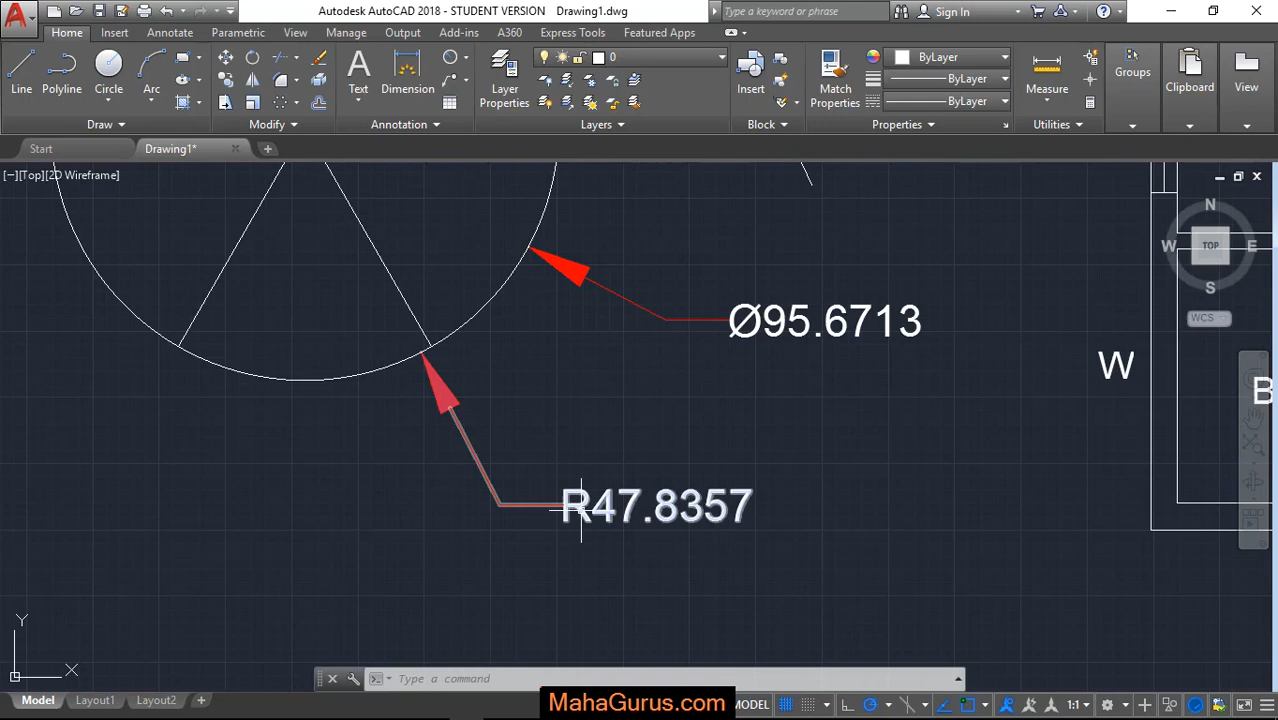 Autodesk AutoCAD 2018 - STUDENT VERSION Drawing1.dwg
Type a keyword or phrase
Sign In
Home Insert Annotate Parametric View Manage Output Add-ins A360 Express Tools Featured Apps
Line Polyline Circle Arc
Text Dimension
Layer Properties
0
Insert
Match Properties
ByLayer
ByLayer
ByLayer
Measure
Groups
Clipboard
View
Draw Modify Annotation Layers Block Properties Utilities
Start Drawing1*
[−][Top][2D Wireframe]
N
W TOP E
S
WCS
Ø95.6713
W
B
R47.8357
Y
X
Type a command
Model Layout1 Layout2
MahaGurus.com
MODEL
1:1